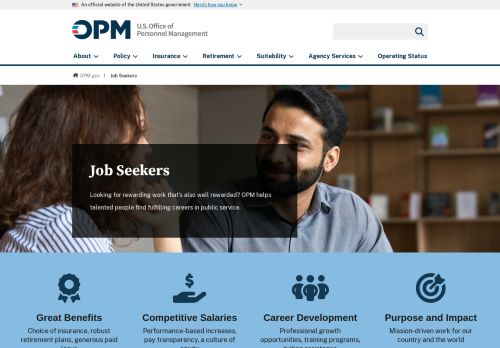 An official website of the United States government Here's how you know
OPM U.S. Office of
Personnel Management
About Policy Insurance Retirement Suitability Agency Services Operating Status
OPM.gov / Job Seekers
Job Seekers
Looking for rewarding work that's also well rewarded? OPM helps
talented people find fulfilling careers in public service.
Great Benefits
Choice of insurance, robust
retirement plans, generous paid
Competitive Salaries
Performance-based increases,
pay transparency, a culture of
Career Development
Professional growth
opportunities, training programs,
Purpose and Impact
Mission-driven work for our
country and the world